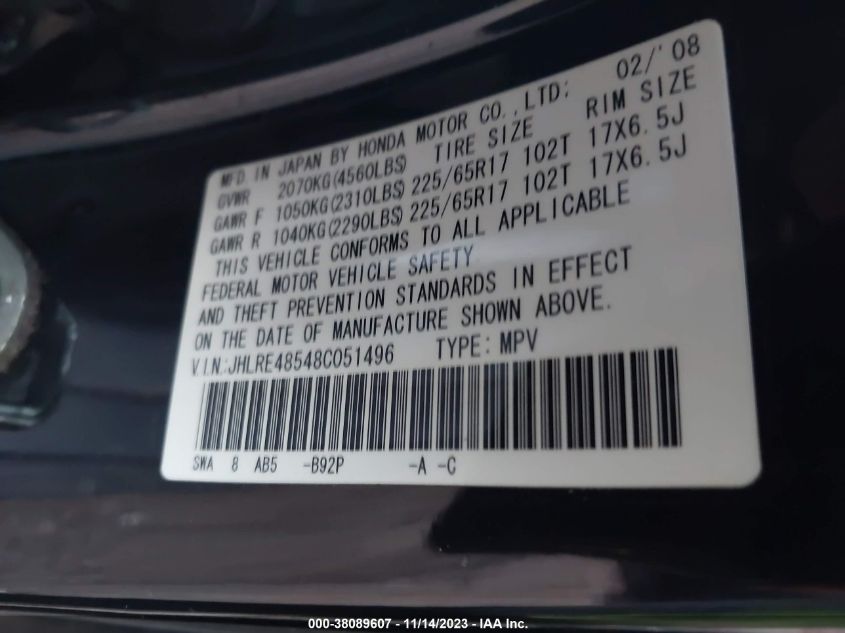 MFD. IN JAPAN BY HONDA MOTOR CO., LTD: 02/'08
GVWR 2070KG(4560LBS) TIRE SIZE RIM SIZE
GAWR F 1050KG(2310LBS) 225/65R17 102T 17X6.5J
GAWR R 1040KG(2290LBS) 225/65R17 102T 17X6.5J
THIS VEHICLE CONFORMS TO ALL APPLICABLE
FEDERAL MOTOR VEHICLE SAFETY
AND THEFT PREVENTION STANDARDS IN EFFECT
ON THE DATE OF MANUFACTURE SHOWN ABOVE.
VIN:JHLRE48548C051496 TYPE: MPV
SWA 8 AB5 -B92P -A -C
000-38089607 - 11/14/2023 - IAA Inc.